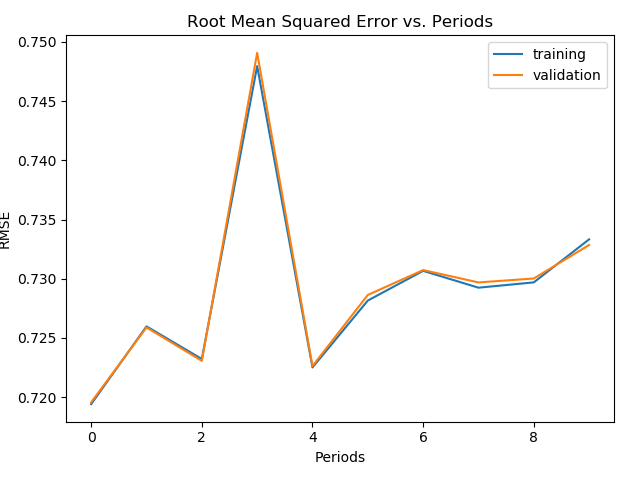 Root Mean Squared Error vs. Periods
training
validation
0.750
0.745
0.740
0.735
0.730
0.725
0.720
RMSE
0 2 4 6 8
Periods